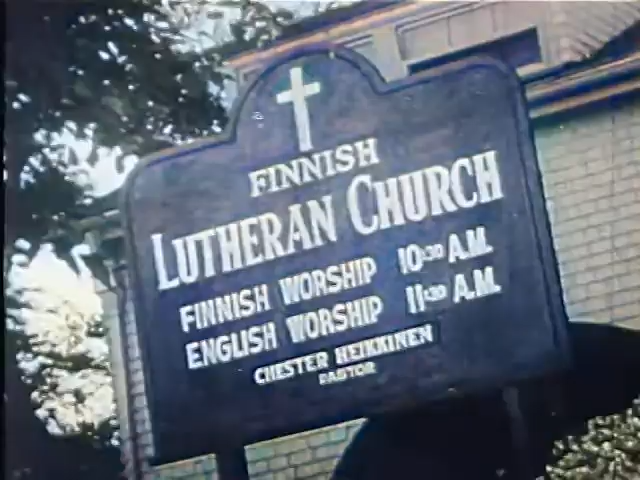 FINNISH
LUTHERAN CHURCH
FINNISH WORSHIP 10:30 A.M.
ENGLISH WORSHIP 11:30 A.M.
CHESTER HEIKKINEN
PASTOR